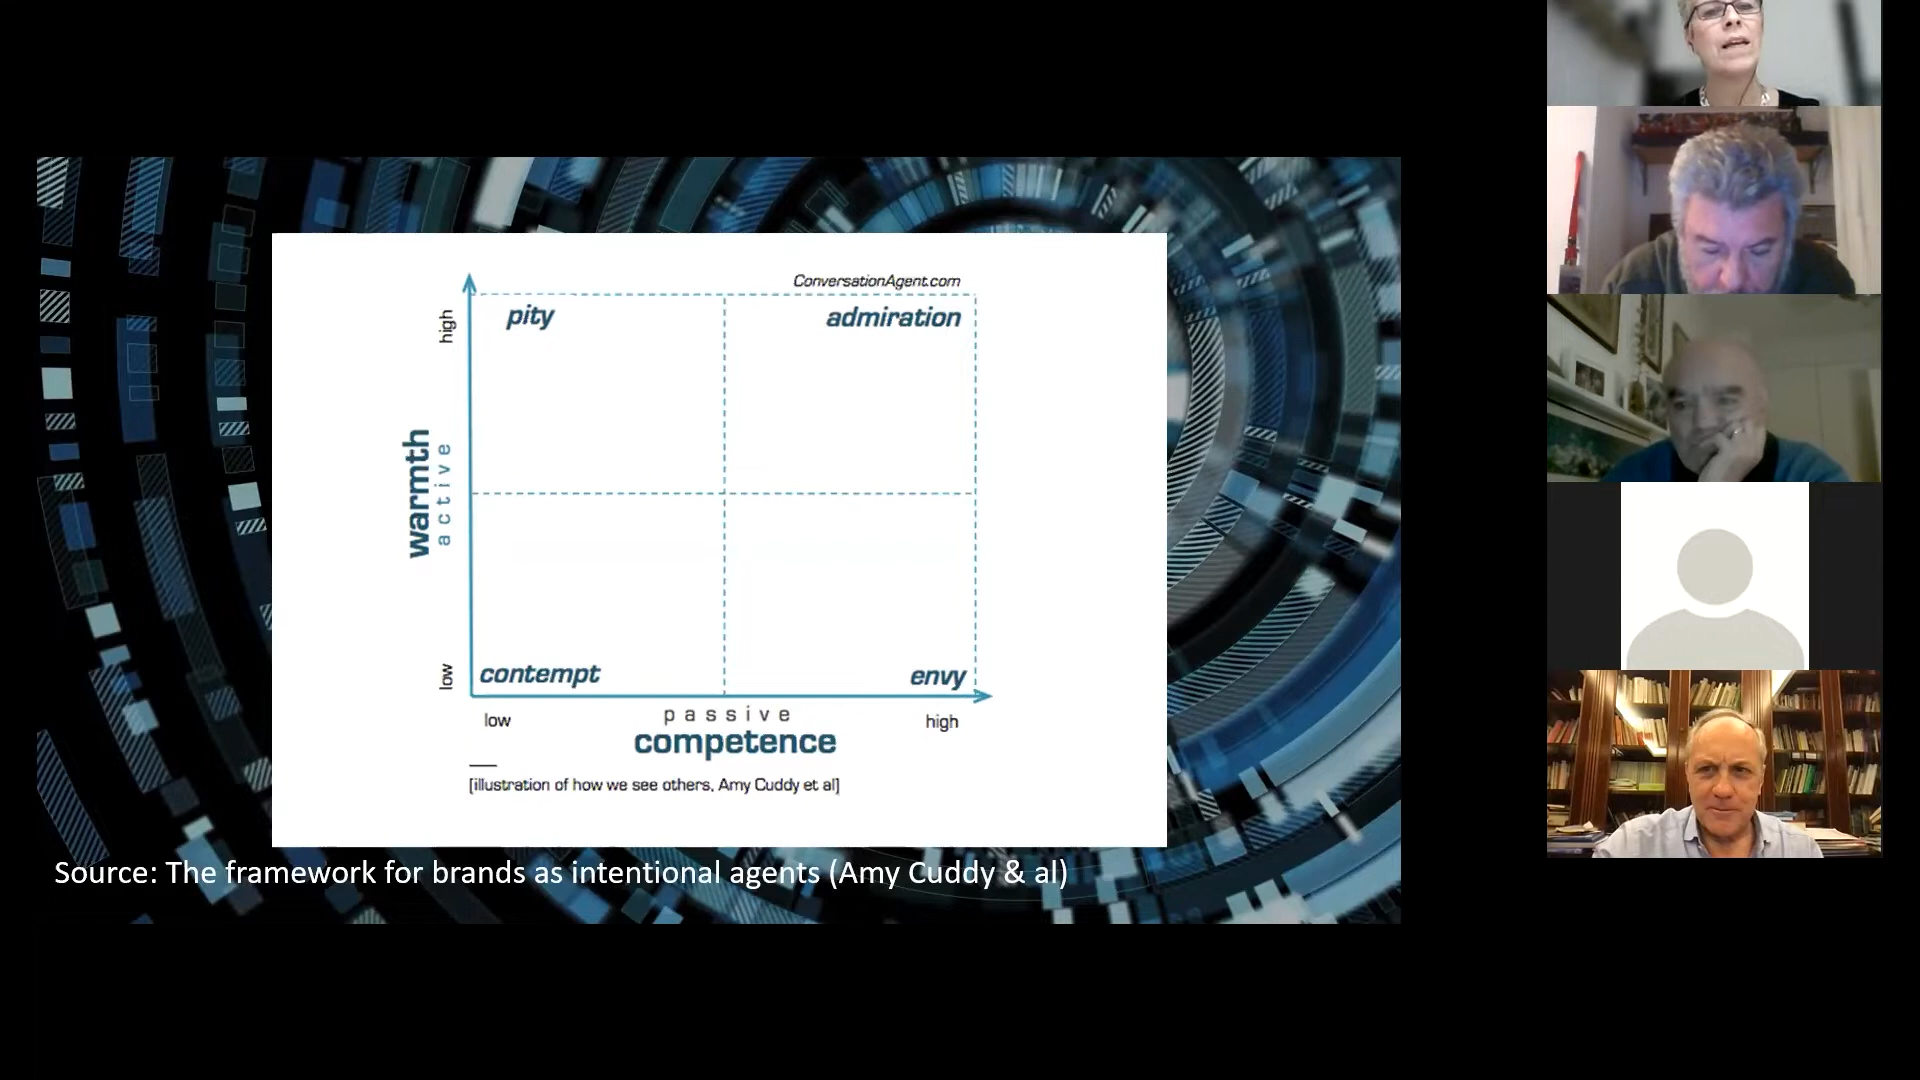 ConversationAgent.com
pity
admiration
high
warmth
active
low
contempt
envy
low
passive
high
competence
[illustration of how we see others, Amy Cuddy et al]
Source: The framework for brands as intentional agents (Amy Cuddy & al)